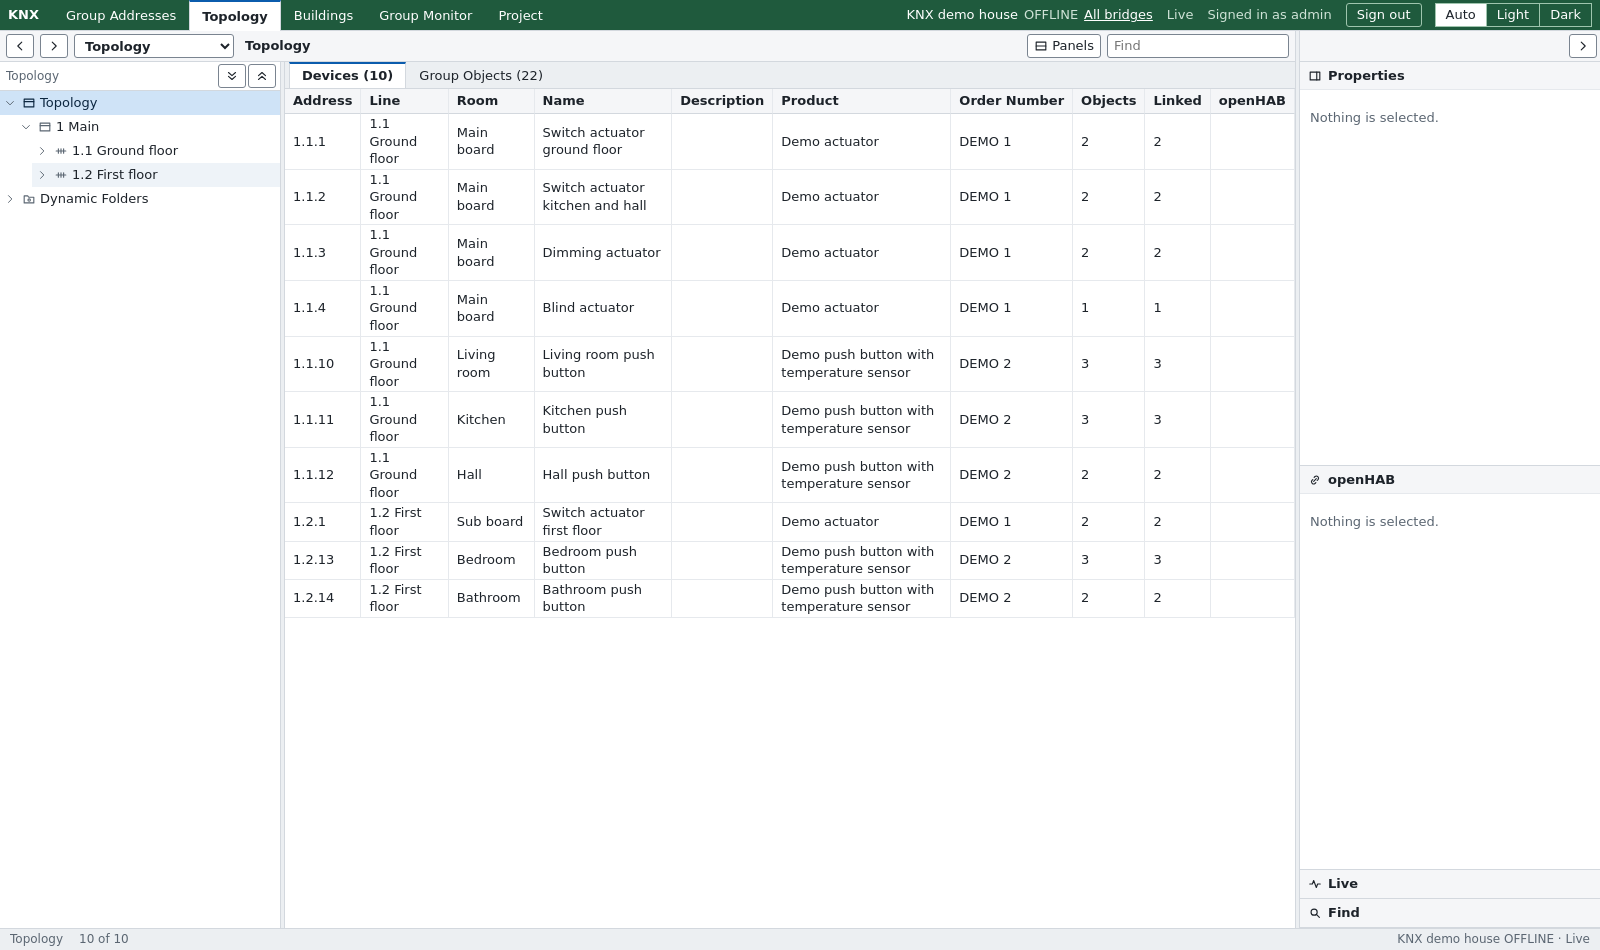 KNX Group Addresses Topology Buildings Group Monitor Project KNX demo house OFFLINE All bridges Live Signed in as admin Sign out Auto Light Dark
Topology Topology Panels Find
Topology
Topology
1 Main
1.1 Ground floor
1.2 First floor
Dynamic Folders
Devices (10) Group Objects (22)
Address Line Room Name Description Product Order Number Objects Linked openHAB
1.1.1 1.1 Ground floor Main board Switch actuator ground floor Demo actuator DEMO 1 2 2
1.1.2 1.1 Ground floor Main board Switch actuator kitchen and hall Demo actuator DEMO 1 2 2
1.1.3 1.1 Ground floor Main board Dimming actuator Demo actuator DEMO 1 2 2
1.1.4 1.1 Ground floor Main board Blind actuator Demo actuator DEMO 1 1 1
1.1.10 1.1 Ground floor Living room Living room push button Demo push button with temperature sensor DEMO 2 3 3
1.1.11 1.1 Ground floor Kitchen Kitchen push button Demo push button with temperature sensor DEMO 2 3 3
1.1.12 1.1 Ground floor Hall Hall push button Demo push button with temperature sensor DEMO 2 2 2
1.2.1 1.2 First floor Sub board Switch actuator first floor Demo actuator DEMO 1 2 2
1.2.13 1.2 First floor Bedroom Bedroom push button Demo push button with temperature sensor DEMO 2 3 3
1.2.14 1.2 First floor Bathroom Bathroom push button Demo push button with temperature sensor DEMO 2 2 2
Properties
Nothing is selected.
openHAB
Nothing is selected.
Live
Find
Topology 10 of 10 KNX demo house OFFLINE · Live